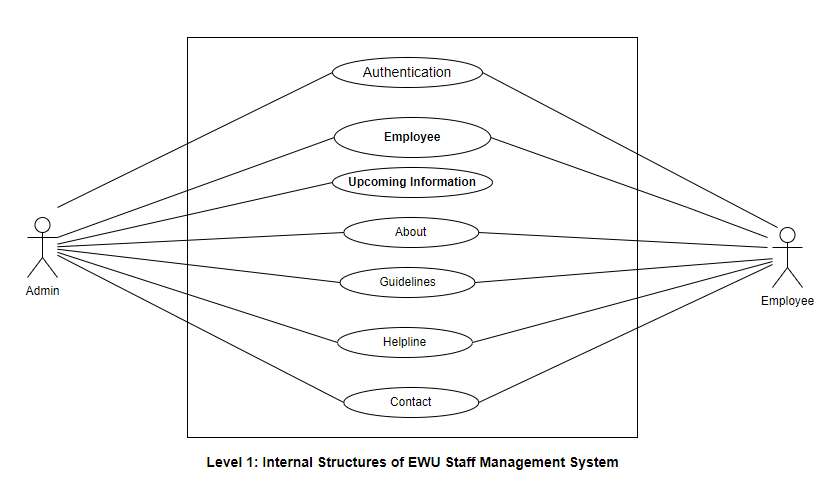 Authentication
Employee
Upcoming Information
About
Guidelines
Helpline
Contact
Admin
Employee
Level 1: Internal Structures of EWU Staff Management System